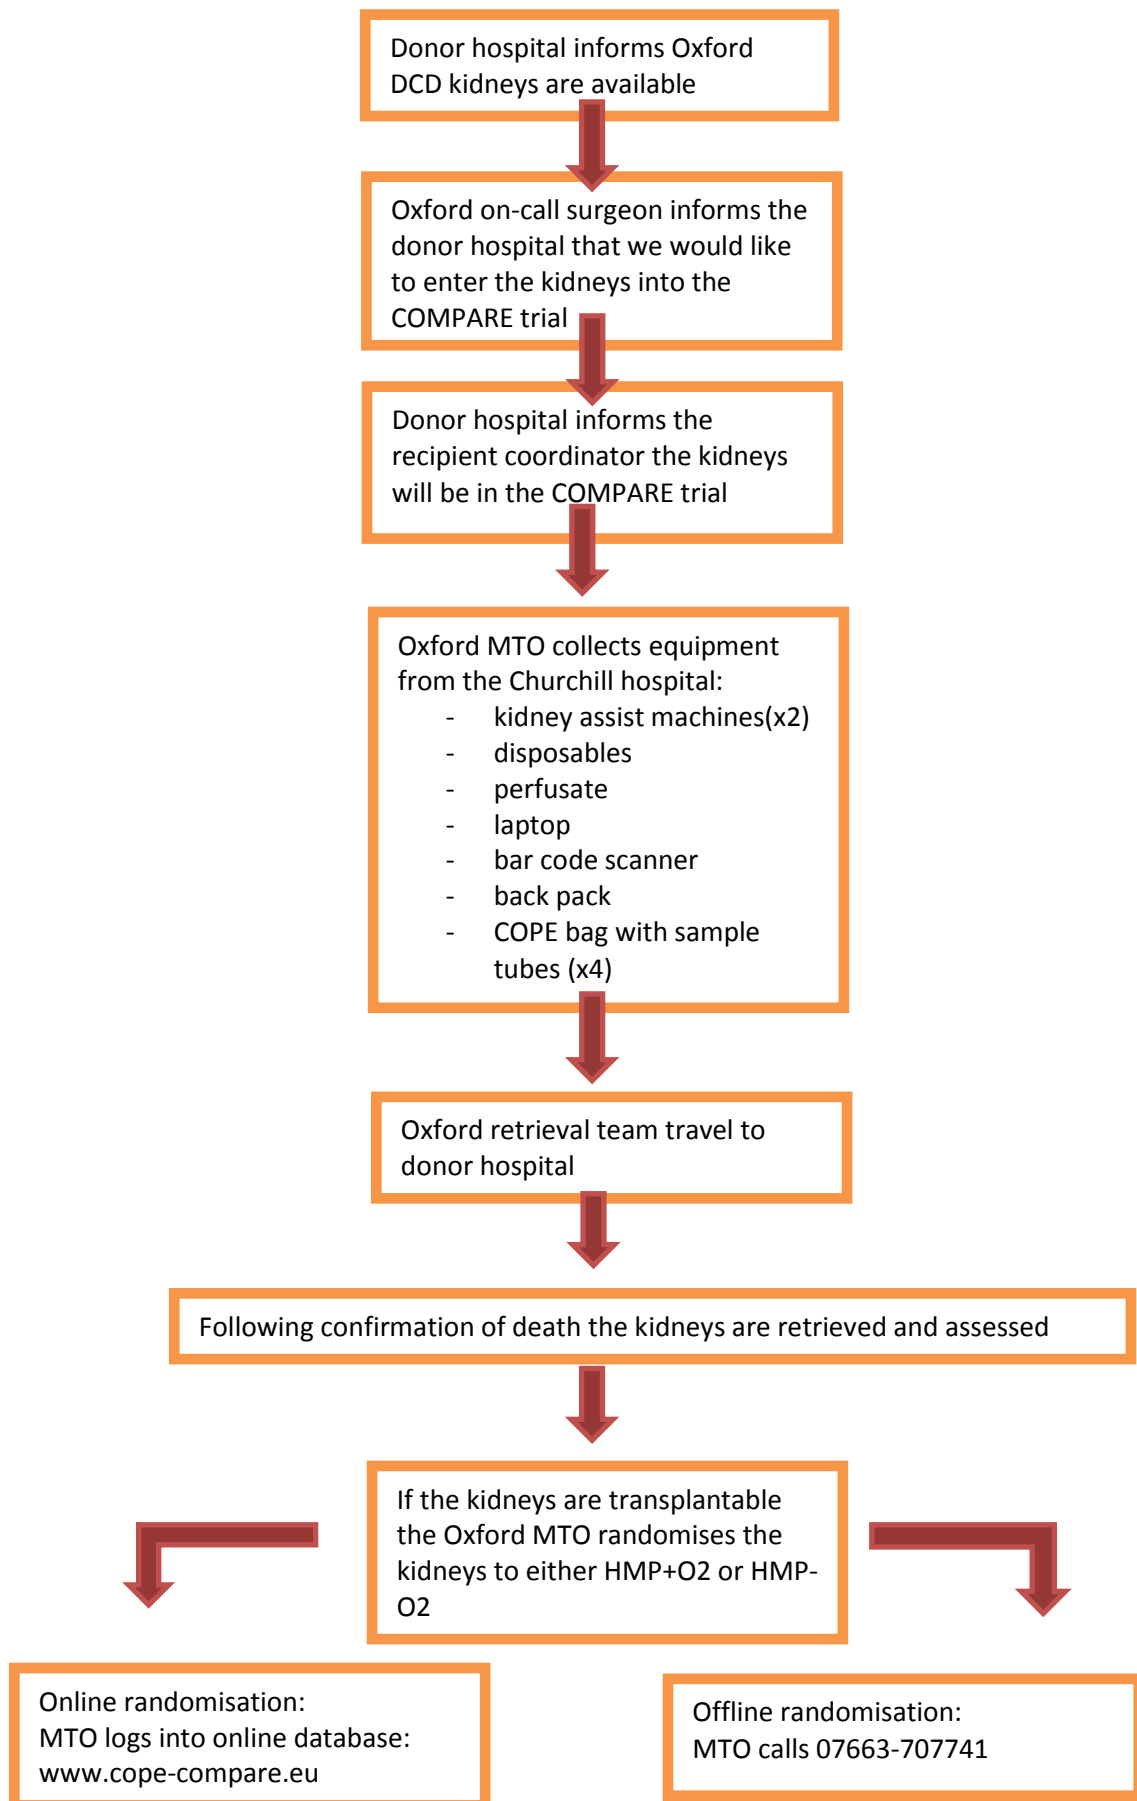 Donor hospital informs Oxford
DCD kidneys are available
Oxford on-call surgeon informs the
donor hospital that we would like
to enter the kidneys into the
COMPARE trial
Donor hospital informs the
recipient coordinator the kidneys
will be in the COMPARE trial
Oxford MTO collects equipment
from the Churchill hospital:
- kidney assist machines(x2)
- disposables
- perfusate
- laptop
- bar code scanner
- back pack
- COPE bag with sample
tubes (x4)
Oxford retrieval team travel to
donor hospital
Following confirmation of death the kidneys are retrieved and assessed
If the kidneys are transplantable
the Oxford MTO randomises the
kidneys to either HMP+O2 or HMP-
O2
Online randomisation:
MTO logs into online database:
www.cope-compare.eu
Offline randomisation:
MTO calls 07663-707741